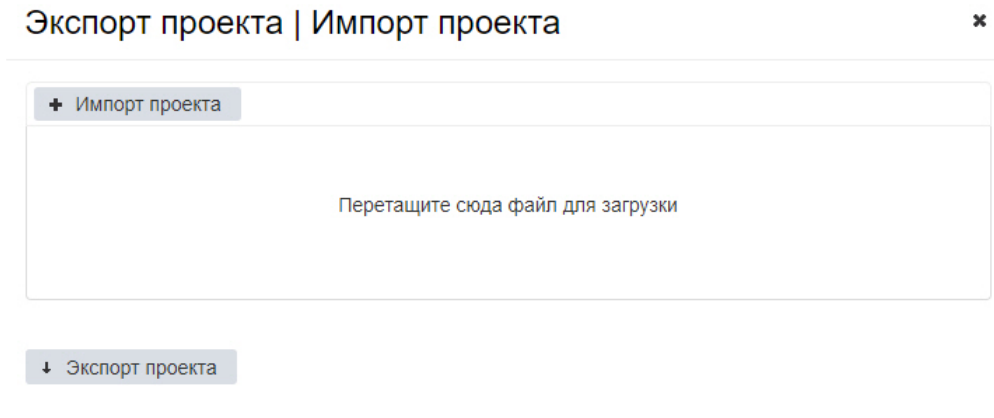 Экспорт проекта | Импорт проекта
Импорт проекта
Перетащите сюда файл для загрузки
Экспорт проекта